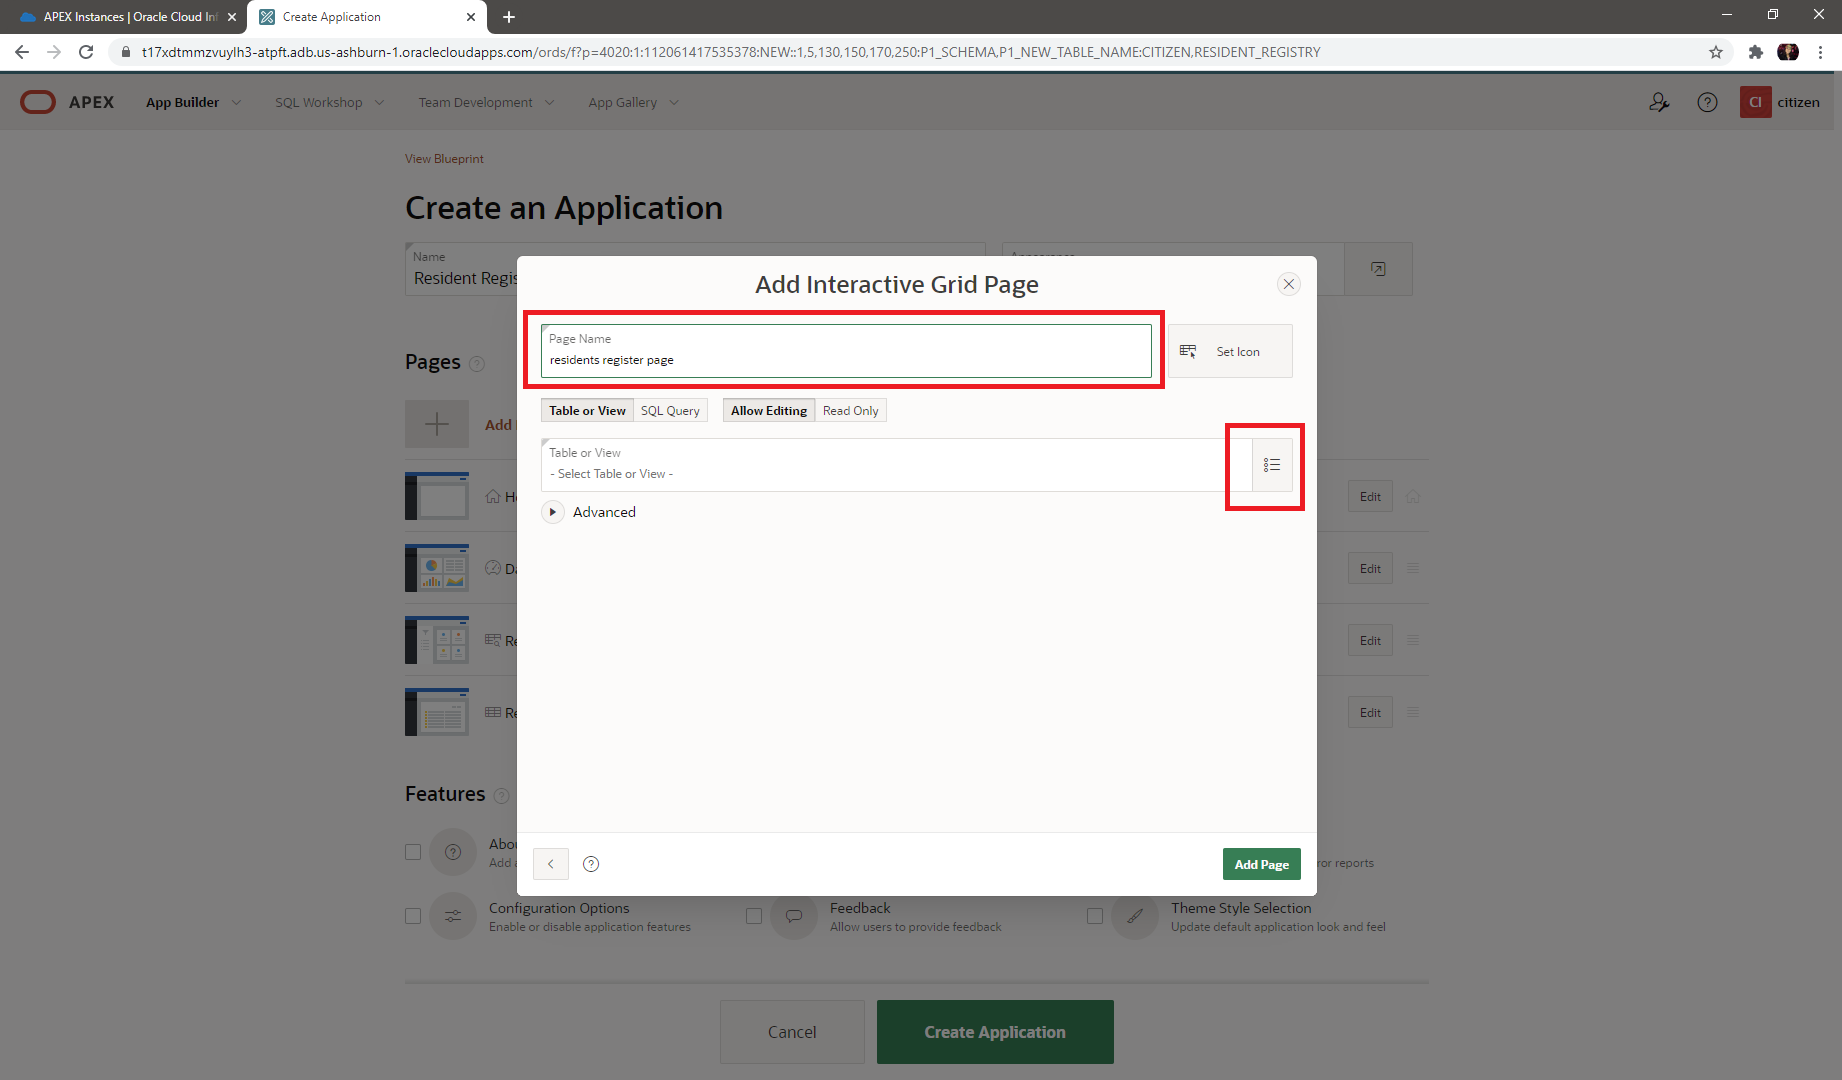 APEX Instances | Oracle Cloud Inf
Create Application
t17xdtmmzvuylh3-atpft.adb.us-ashburn-1.oraclecloudapps.com/ords/f?p=4020:1:112061417535378:NEW::1,5,130,150,170,250:P1_SCHEMA,P1_NEW_TABLE_NAME:CITIZEN,RESIDENT_REGISTRY
APEX App Builder SQL Workshop Team Development App Gallery CI citizen
View Blueprint
Create an Application
Name
Resident Regis
Add Interactive Grid Page
Page Name
residents register page
Set Icon
Table or View SQL Query Allow Editing Read Only
Table or View
- Select Table or View -
Advanced
Add Page
Pages
Add
H Edit
Da Edit
Re Edit
Re Edit
Features
Abou
Add a
ror reports
Configuration Options
Enable or disable application features
Feedback
Allow users to provide feedback
Theme Style Selection
Update default application look and feel
Cancel Create Application